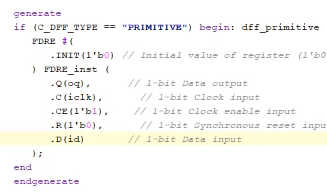 generate
if (C_DFF_TYPE == "PRIMITIVE") begin: dff_primitive
FDRE #(
.INIT(1'b0) // Initial value of register (1'b0
) FDRE_inst (
.Q(oq), // 1-bit Data output
.C(iclk), // 1-bit Clock input
.CE(1'b1), // 1-bit Clock enable input
.R(1'b0), // 1-bit Synchronous reset inpu
.D(id) // 1-bit Data input
);
end
endgenerate